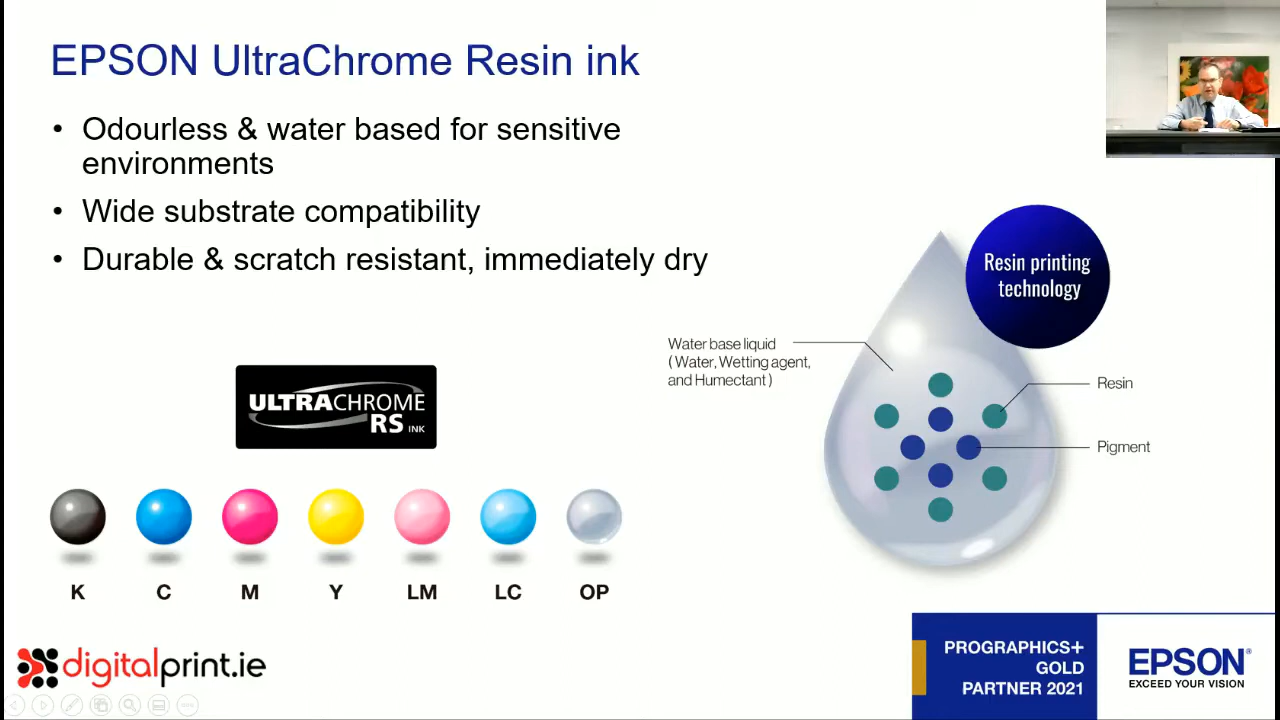 EPSON UltraChrome Resin ink
• Odourless & water based for sensitive
environments
• Wide substrate compatibility
• Durable & scratch resistant, immediately dry
Resin printing
technology
Water base liquid
( Water, Wetting agent,
and Humectant )
Resin
Pigment
ULTRACHROME
RS INK
K C M Y LM LC OP
digitalprint.ie
PROGRAPHICS+
GOLD
PARTNER 2021
EPSON®
EXCEED YOUR VISION